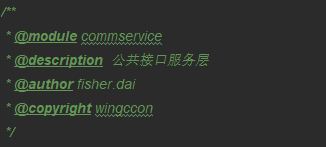 /**
* @module commservice
* @description 公共接口服务层
* @author fisher.dai
* @copyright wingccon
*/